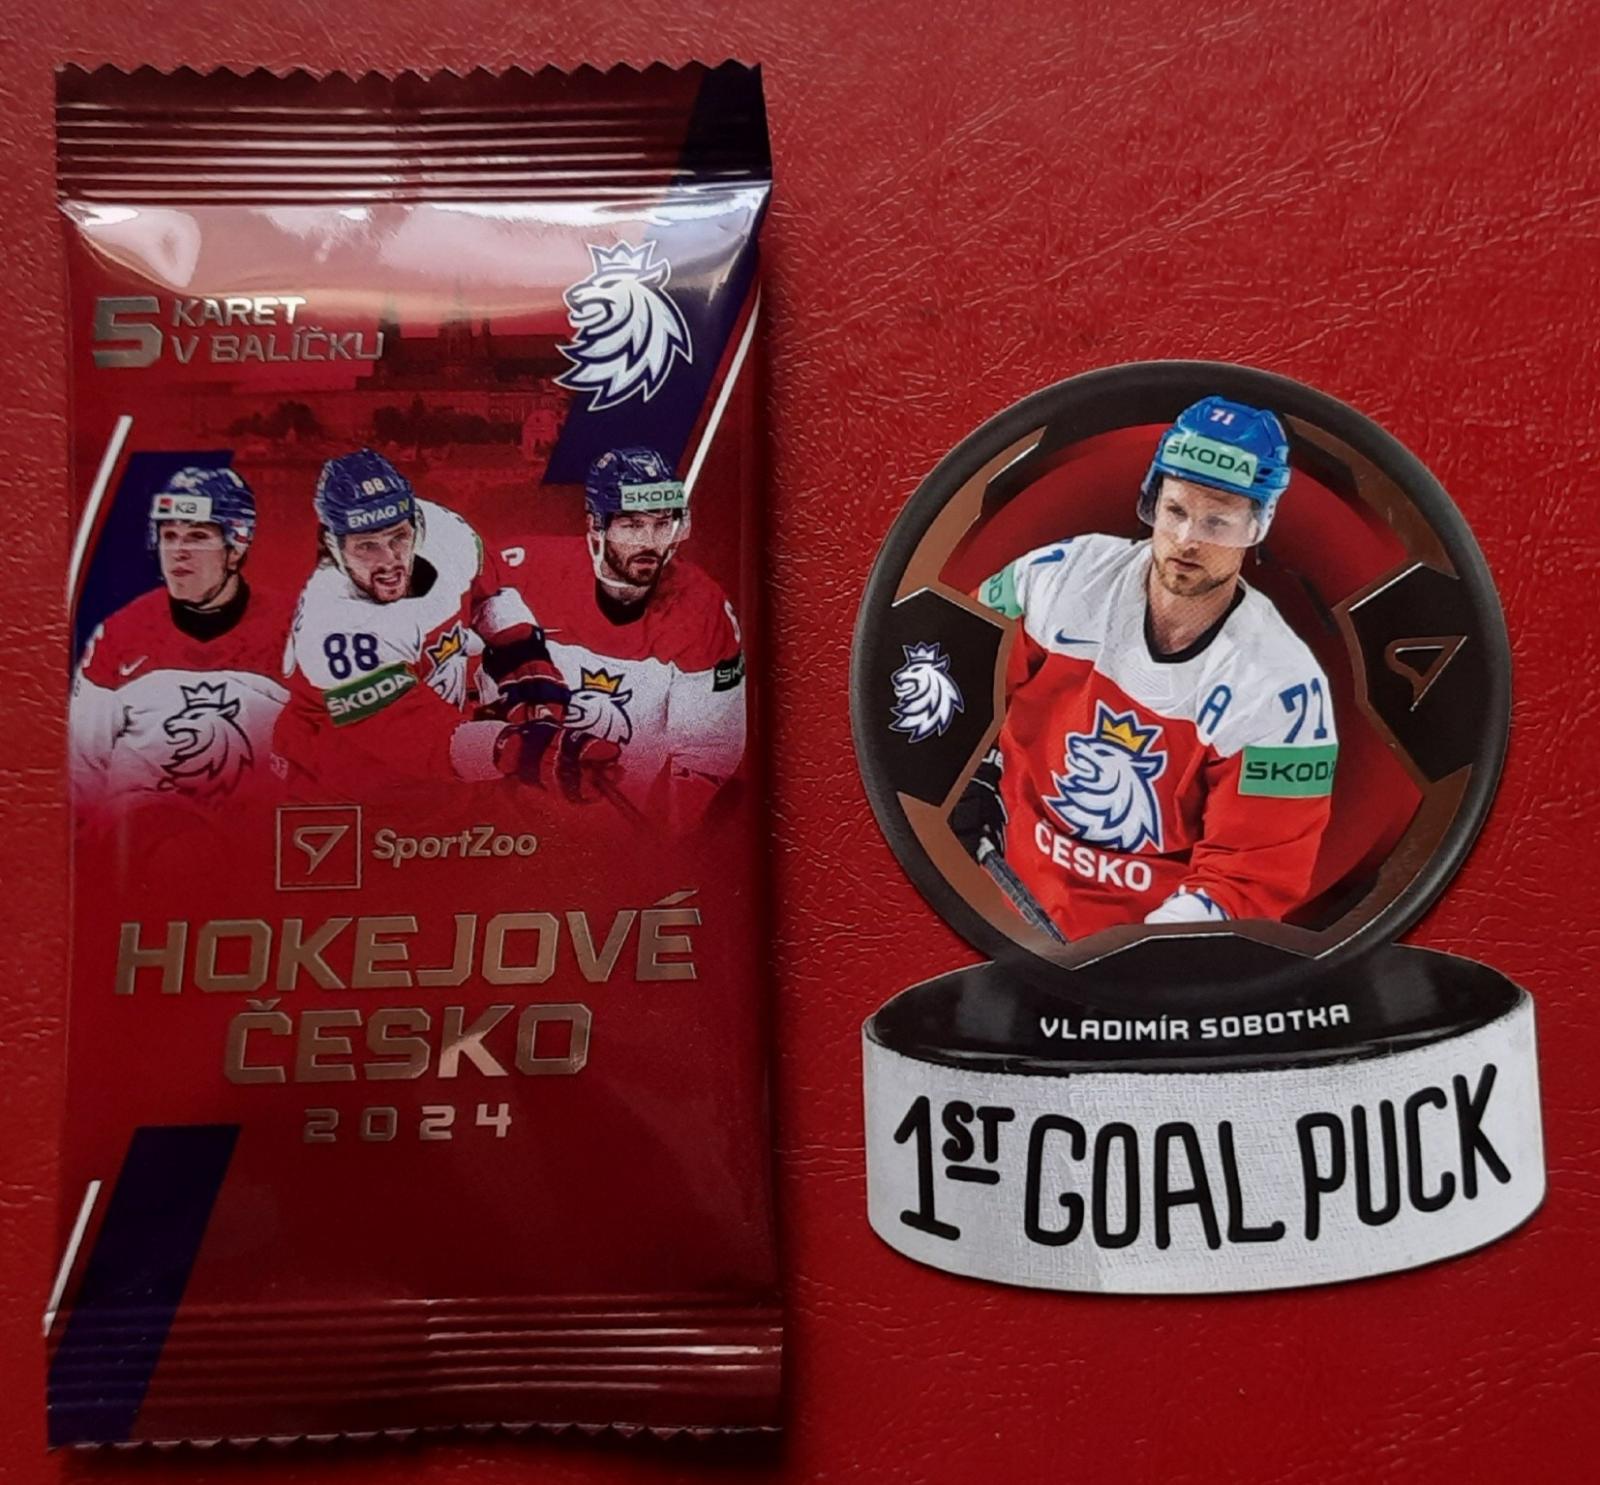 5 KARET
V BALÍČKU
KB
88
ENYAQ iV
ŠKODA
88
ŠKODA
SportZoo
HOKEJOVÉ
ČESKO
2024
71
ŠKODA
A
71
ŠKODA
ČESKO
VLADIMÍR SOBOTKA
1ST GOAL PUCK